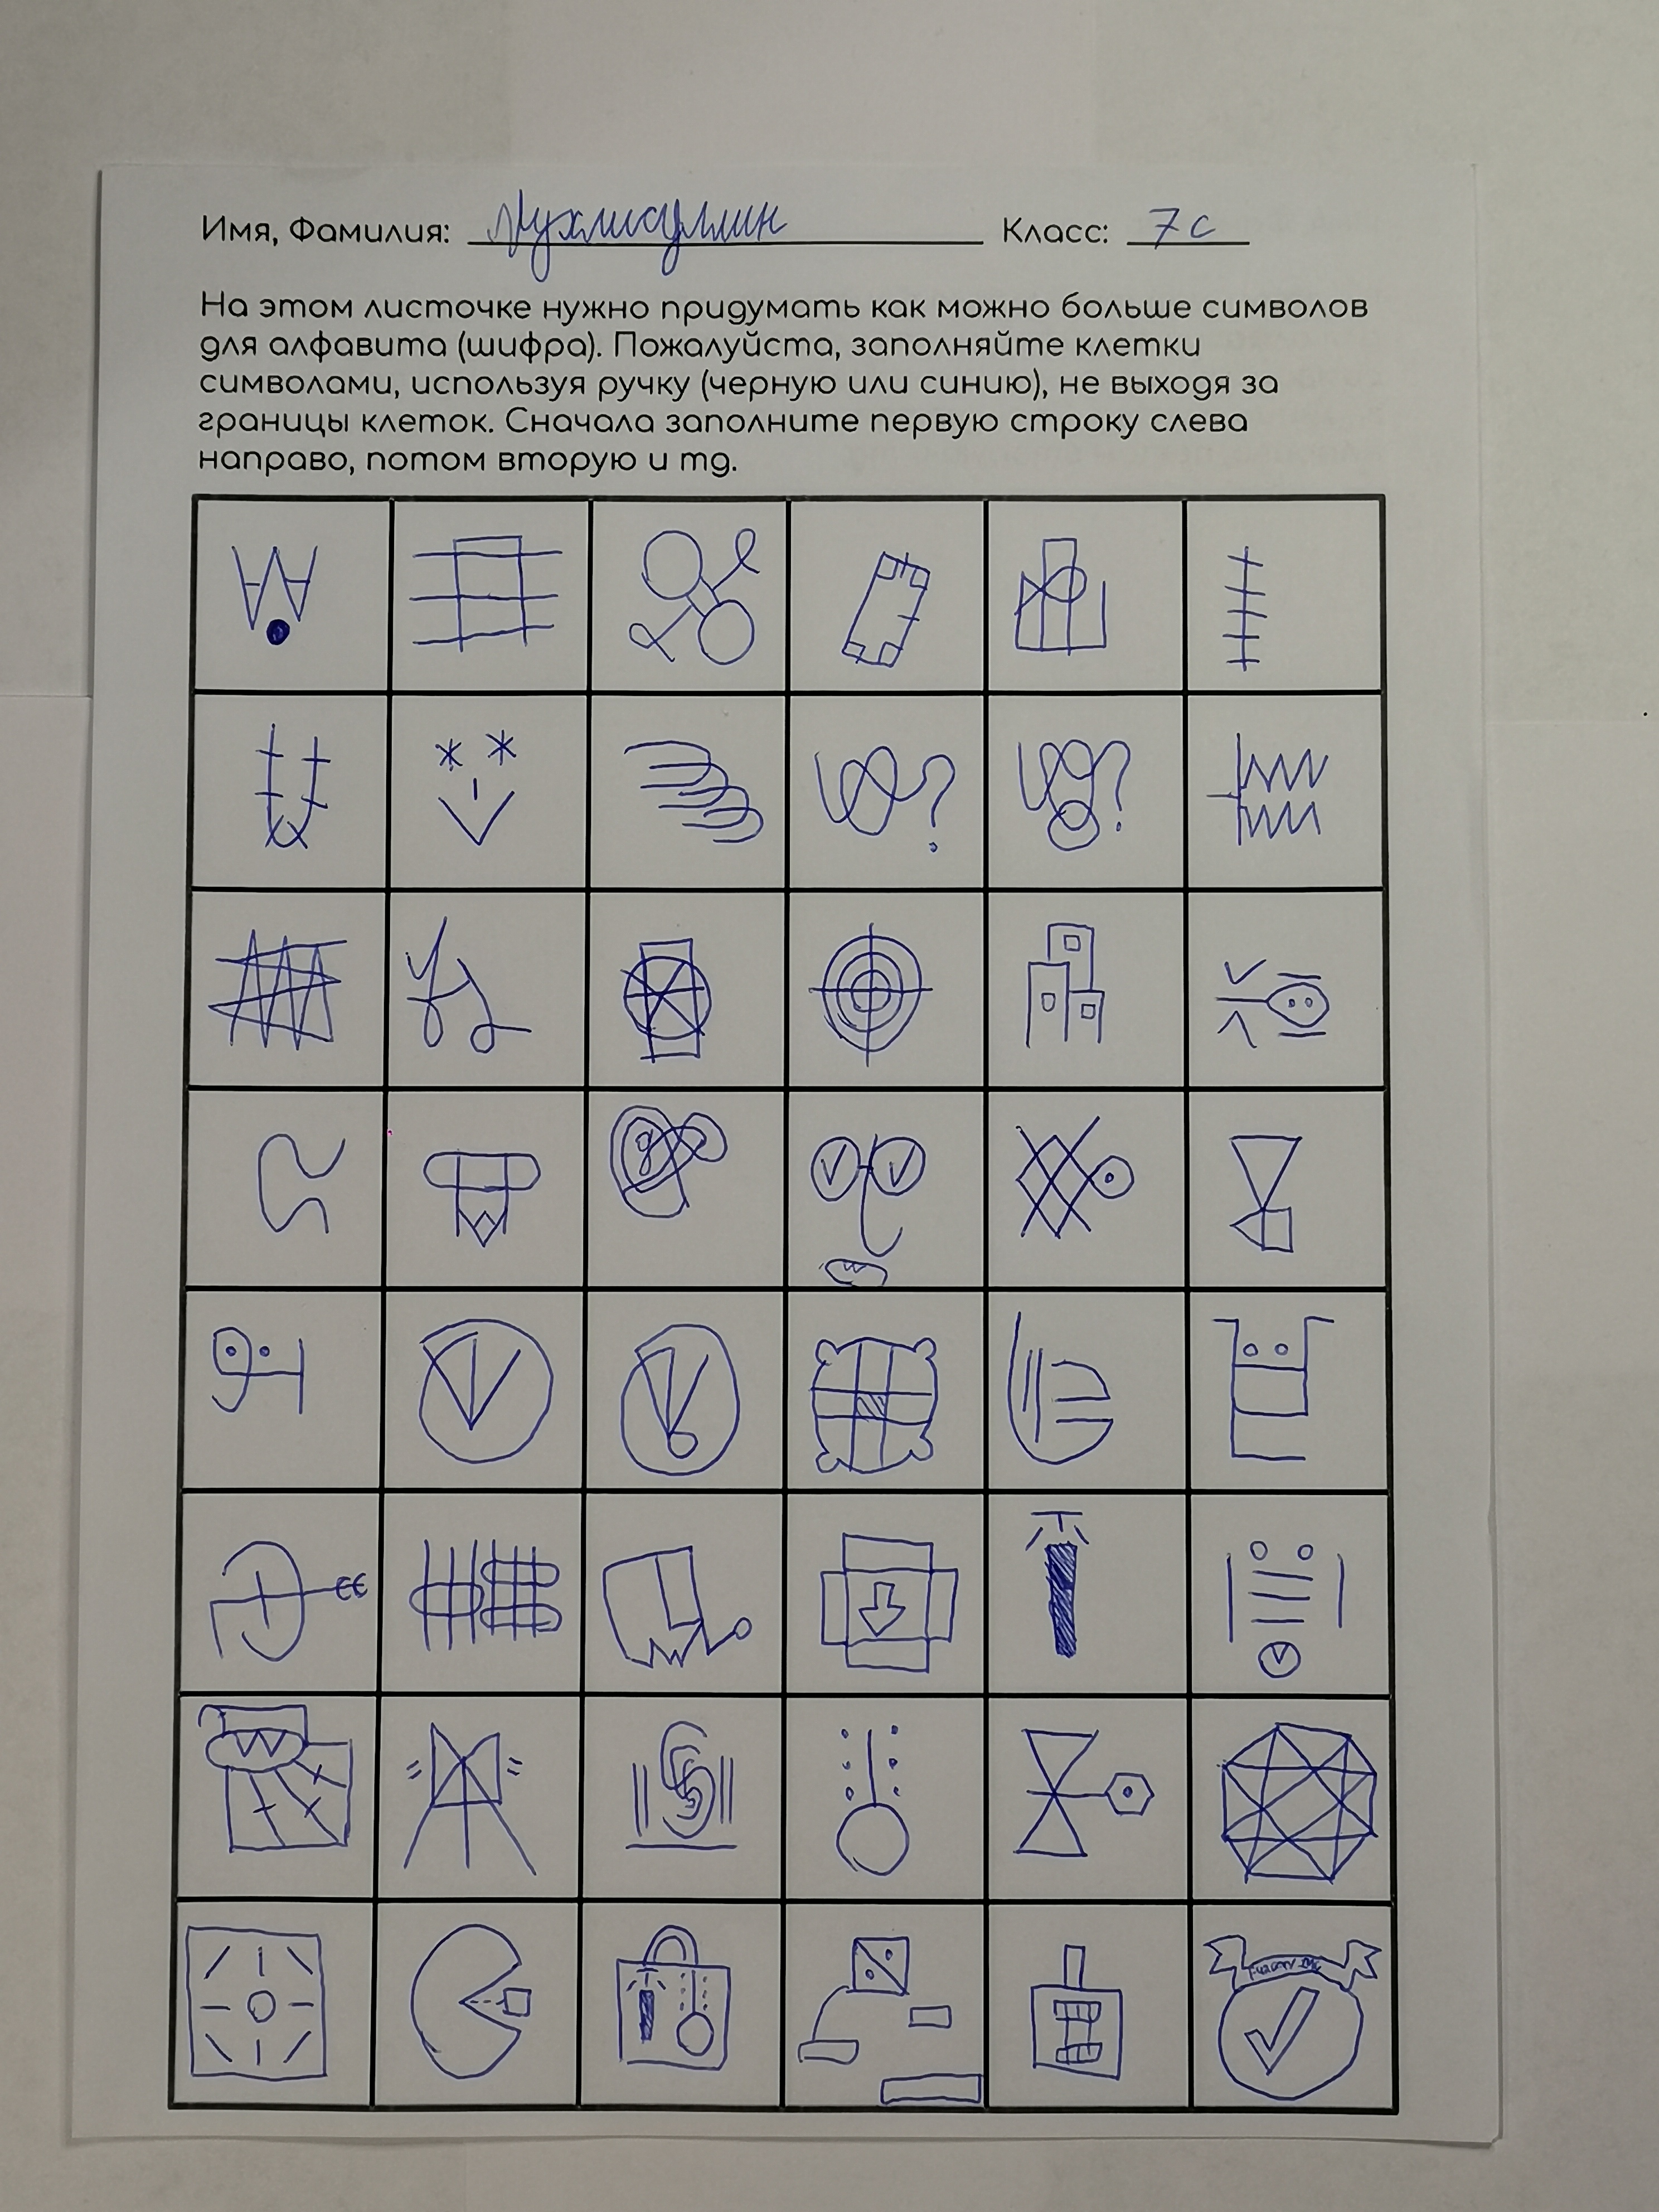 Имя, Фамилия: Класс: 7с
На этом листочке нужно придумать как можно больше символов
для алфавита (шифра). Пожалуйста, заполняйте клетки
символами, используя ручку (черную или синию), не выходя за
границы клеток. Сначала заполните первую строку слева
направо, потом вторую и тд.